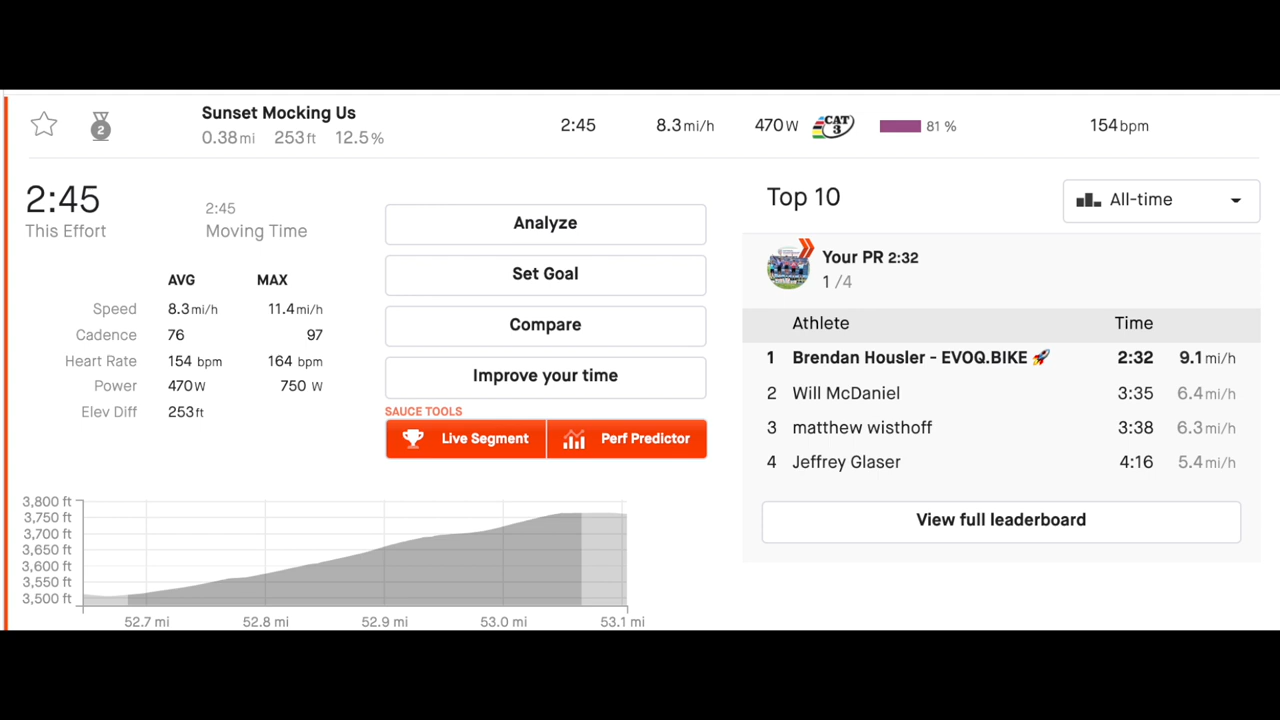 Sunset Mocking Us
0.38 mi 253 ft 12.5 %
2
2:45
8.3 mi/h
470 W
CAT 3
81 %
154 bpm
2:45
This Effort
2:45
Moving Time
AVG MAX
Speed 8.3 mi/h 11.4 mi/h
Cadence 76 97
Heart Rate 154 bpm 164 bpm
Power 470 W 750 W
Elev Diff 253 ft
Analyze
Set Goal
Compare
Improve your time
SAUCE TOOLS
Live Segment Perf Predictor
Top 10
All-time
Your PR 2:32
1 /4
Athlete Time
1 Brendan Housler - EVOQ.BIKE 🚀 2:32 9.1 mi/h
2 Will McDaniel 3:35 6.4 mi/h
3 matthew wisthoff 3:38 6.3 mi/h
4 Jeffrey Glaser 4:16 5.4 mi/h
View full leaderboard
3,800 ft
3,750 ft
3,700 ft
3,650 ft
3,600 ft
3,550 ft
3,500 ft
52.7 mi 52.8 mi 52.9 mi 53.0 mi 53.1 mi